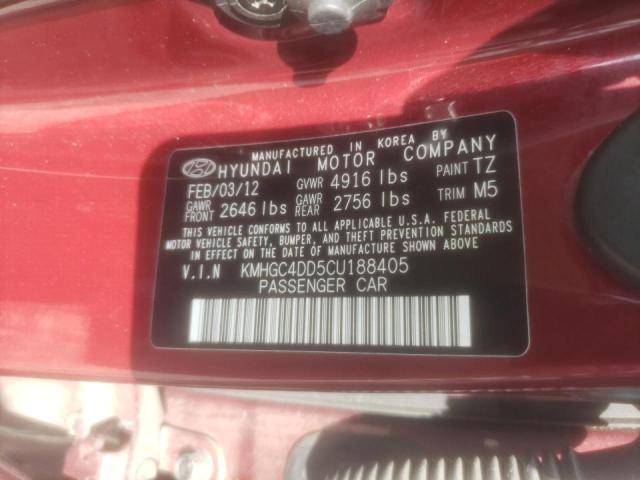 MANUFACTURED IN KOREA BY
HYUNDAI MOTOR COMPANY
FEB/03/12 GVWR 4916 lbs PAINT TZ
GAWR FRONT 2646 lbs GAWR REAR 2756 lbs TRIM M5
THIS VEHICLE CONFORMS TO ALL APPLICABLE U.S.A. FEDERAL
MOTOR VEHICLE SAFETY, BUMPER, AND THEFT PREVENTION STANDARDS
IN EFFECT ON THE DATE OF MANUFACTURE SHOWN ABOVE.
V.I.N KMHGC4DD5CU188405
PASSENGER CAR